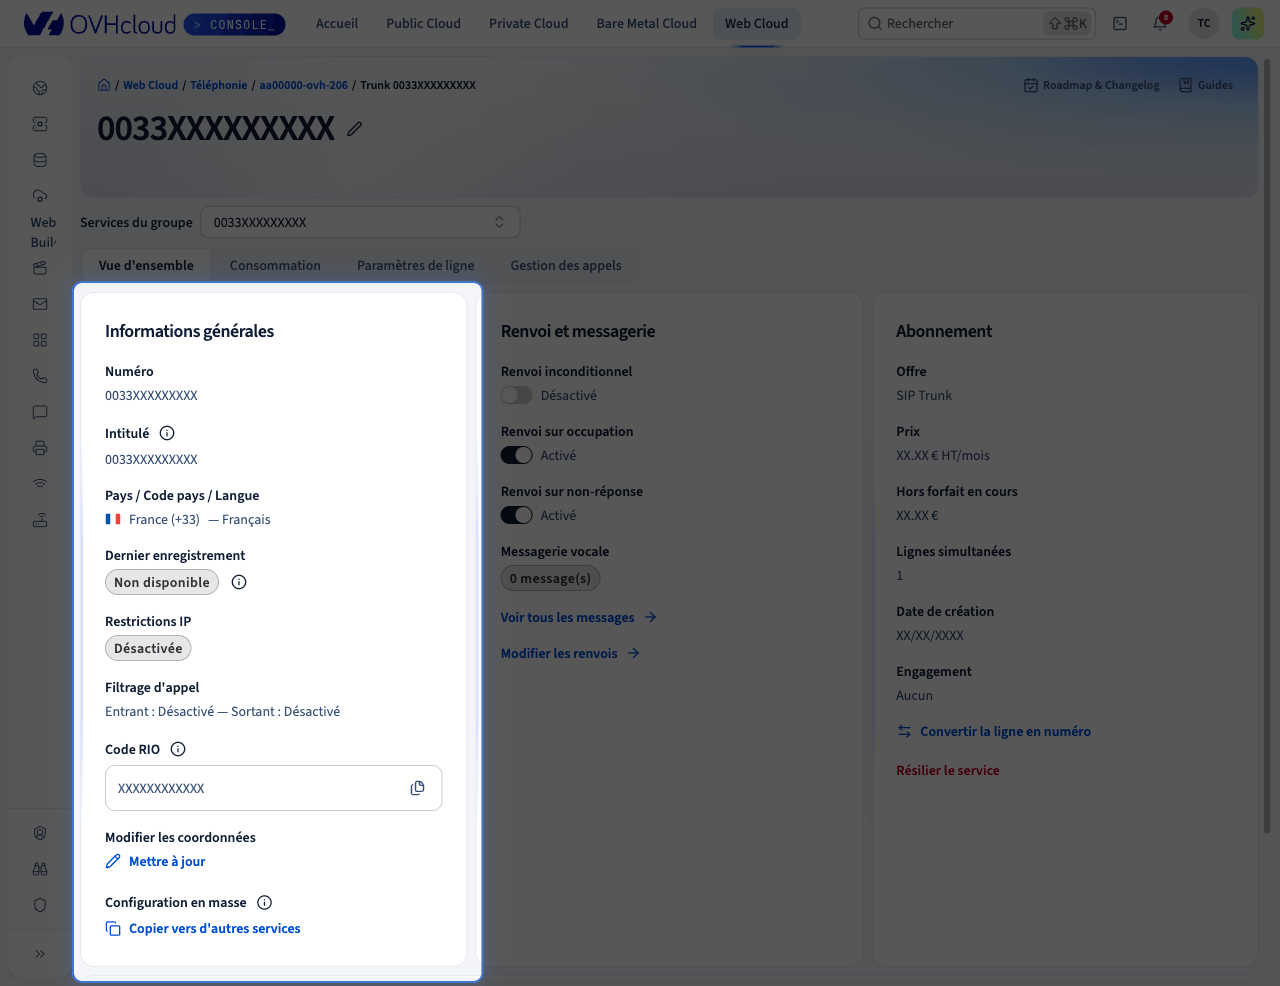 OVHcloud > CONSOLE_ Accueil Public Cloud Private Cloud Bare Metal Cloud Web Cloud Rechercher ⇧⌘K 8 TC
/ Web Cloud / Téléphonie / aa00000-ovh-206 / Trunk 0033XXXXXXXXX Roadmap & Changelog Guides
0033XXXXXXXXX
Web
Services du groupe 0033XXXXXXXXX
Vue d'ensemble Consommation Paramètres de ligne Gestion des appels
Informations générales
Numéro
0033XXXXXXXXX
Intitulé
0033XXXXXXXXX
Pays / Code pays / Langue
France (+33) — Français
Dernier enregistrement
Non disponible
Restrictions IP
Désactivée
Filtrage d'appel
Entrant : Désactivé — Sortant : Désactivé
Code RIO
XXXXXXXXXXXX
Modifier les coordonnées
Mettre à jour
Configuration en masse
Copier vers d'autres services
Renvoi et messagerie
Renvoi inconditionnel
Désactivé
Renvoi sur occupation
Activé
Renvoi sur non-réponse
Activé
Messagerie vocale
0 message(s)
Voir tous les messages
Modifier les renvois
Abonnement
Offre
SIP Trunk
Prix
XX.XX € HT/mois
Hors forfait en cours
XX.XX €
Lignes simultanées
1
Date de création
XX/XX/XXXX
Engagement
Aucun
Convertir la ligne en numéro
Résilier le service